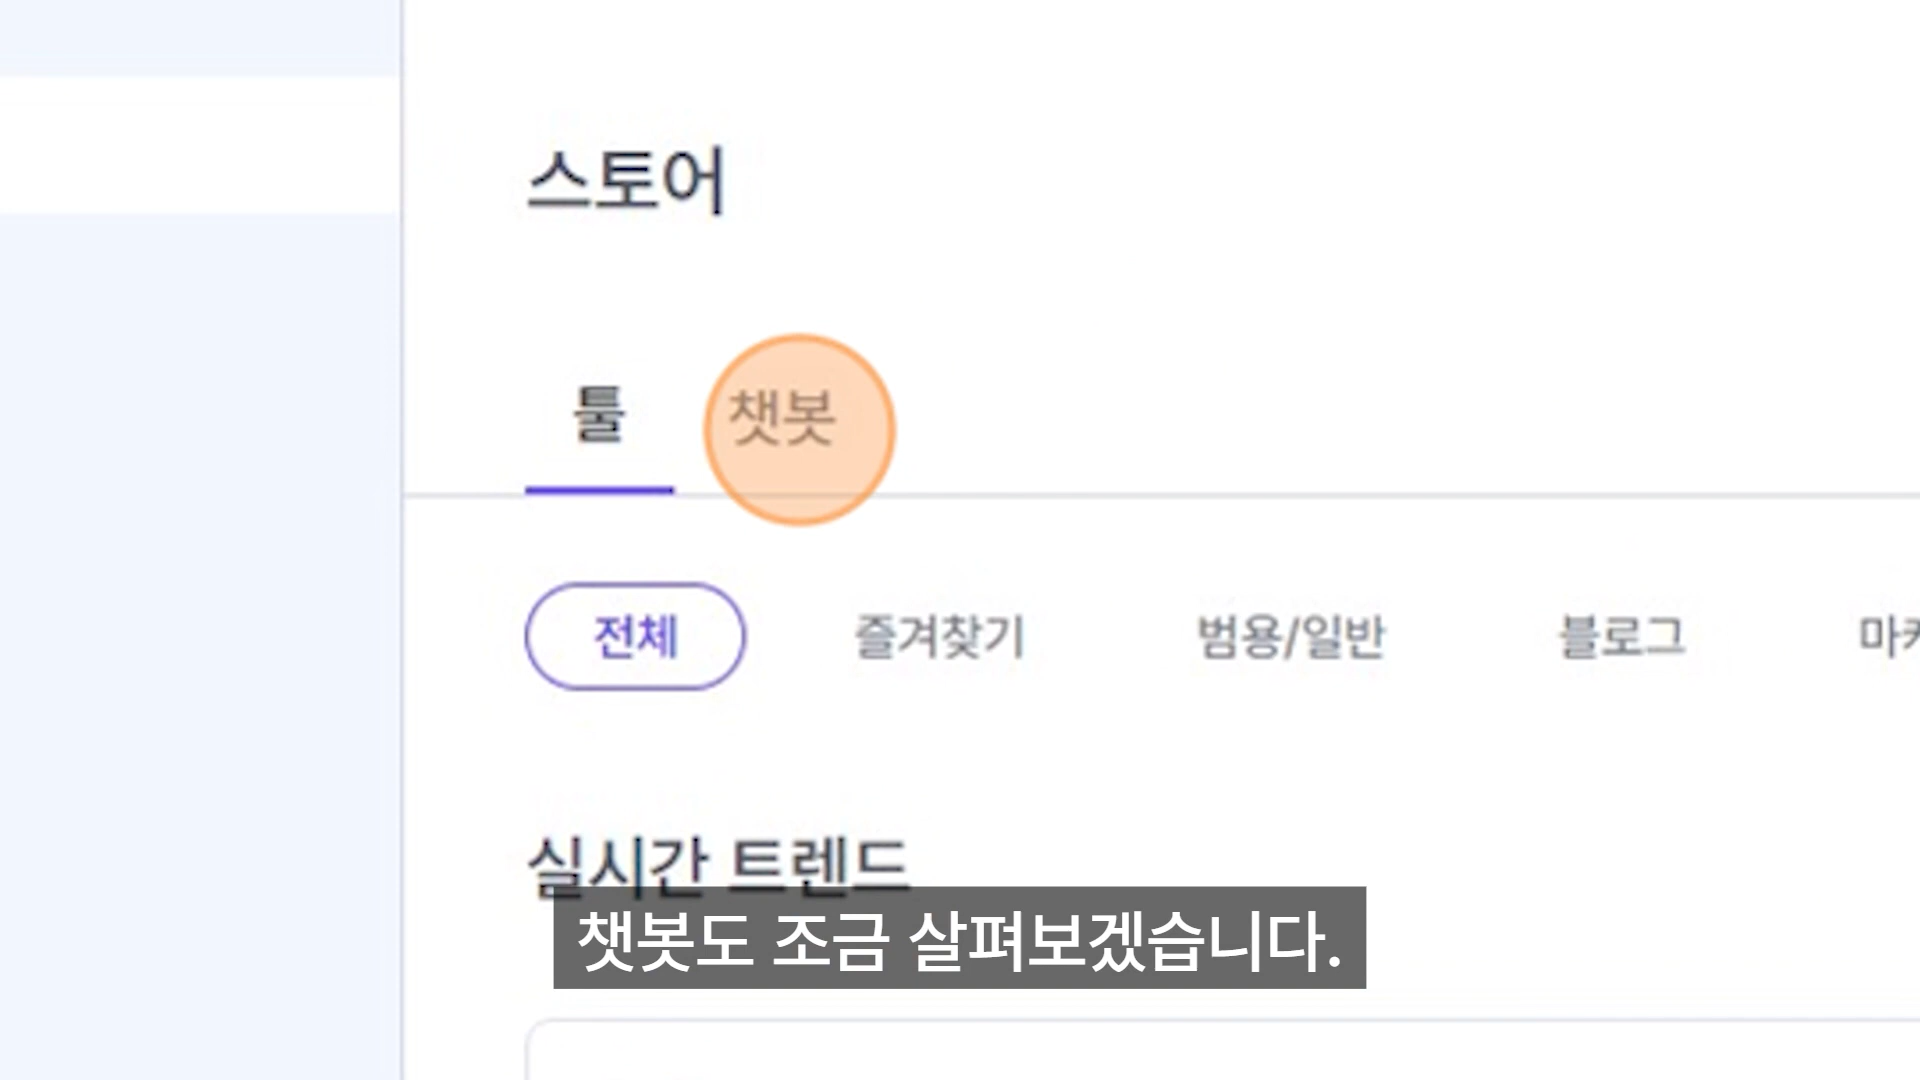 스토어
툴 챗봇
전체 즐겨찾기 범용/일반 블로그
실시간 트렌드
챗봇도 조금 살펴보겠습니다.